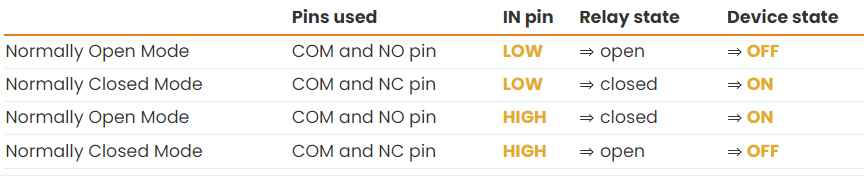 Pins used IN pin Relay state Device state
Normally Open Mode COM and NO pin LOW ⇒ open ⇒ OFF
Normally Closed Mode COM and NC pin LOW ⇒ closed ⇒ ON
Normally Open Mode COM and NO pin HIGH ⇒ closed ⇒ ON
Normally Closed Mode COM and NC pin HIGH ⇒ open ⇒ OFF